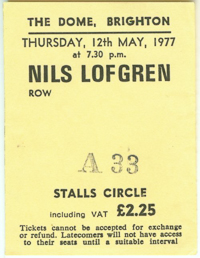 THE DOME, BRIGHTON
THURSDAY, 12th MAY, 1977
at 7.30 p.m.
NILS LOFGREN
ROW
A 33
STALLS CIRCLE
including VAT £2.25
Tickets cannot be accepted for exchange
or refund. Latecomers will not have access
to their seats until a suitable interval